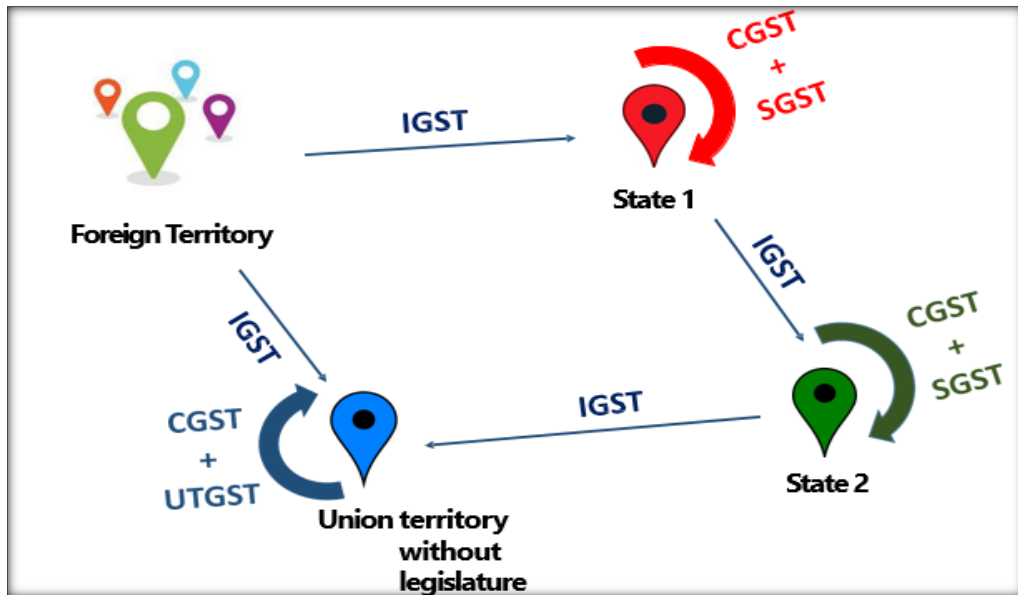 CGST
+
SGST
IGST
State 1
Foreign Territory
IGST
IGST
CGST
+
SGST
IGST
CGST
+
UTGST
State 2
Union territory
without
legislature